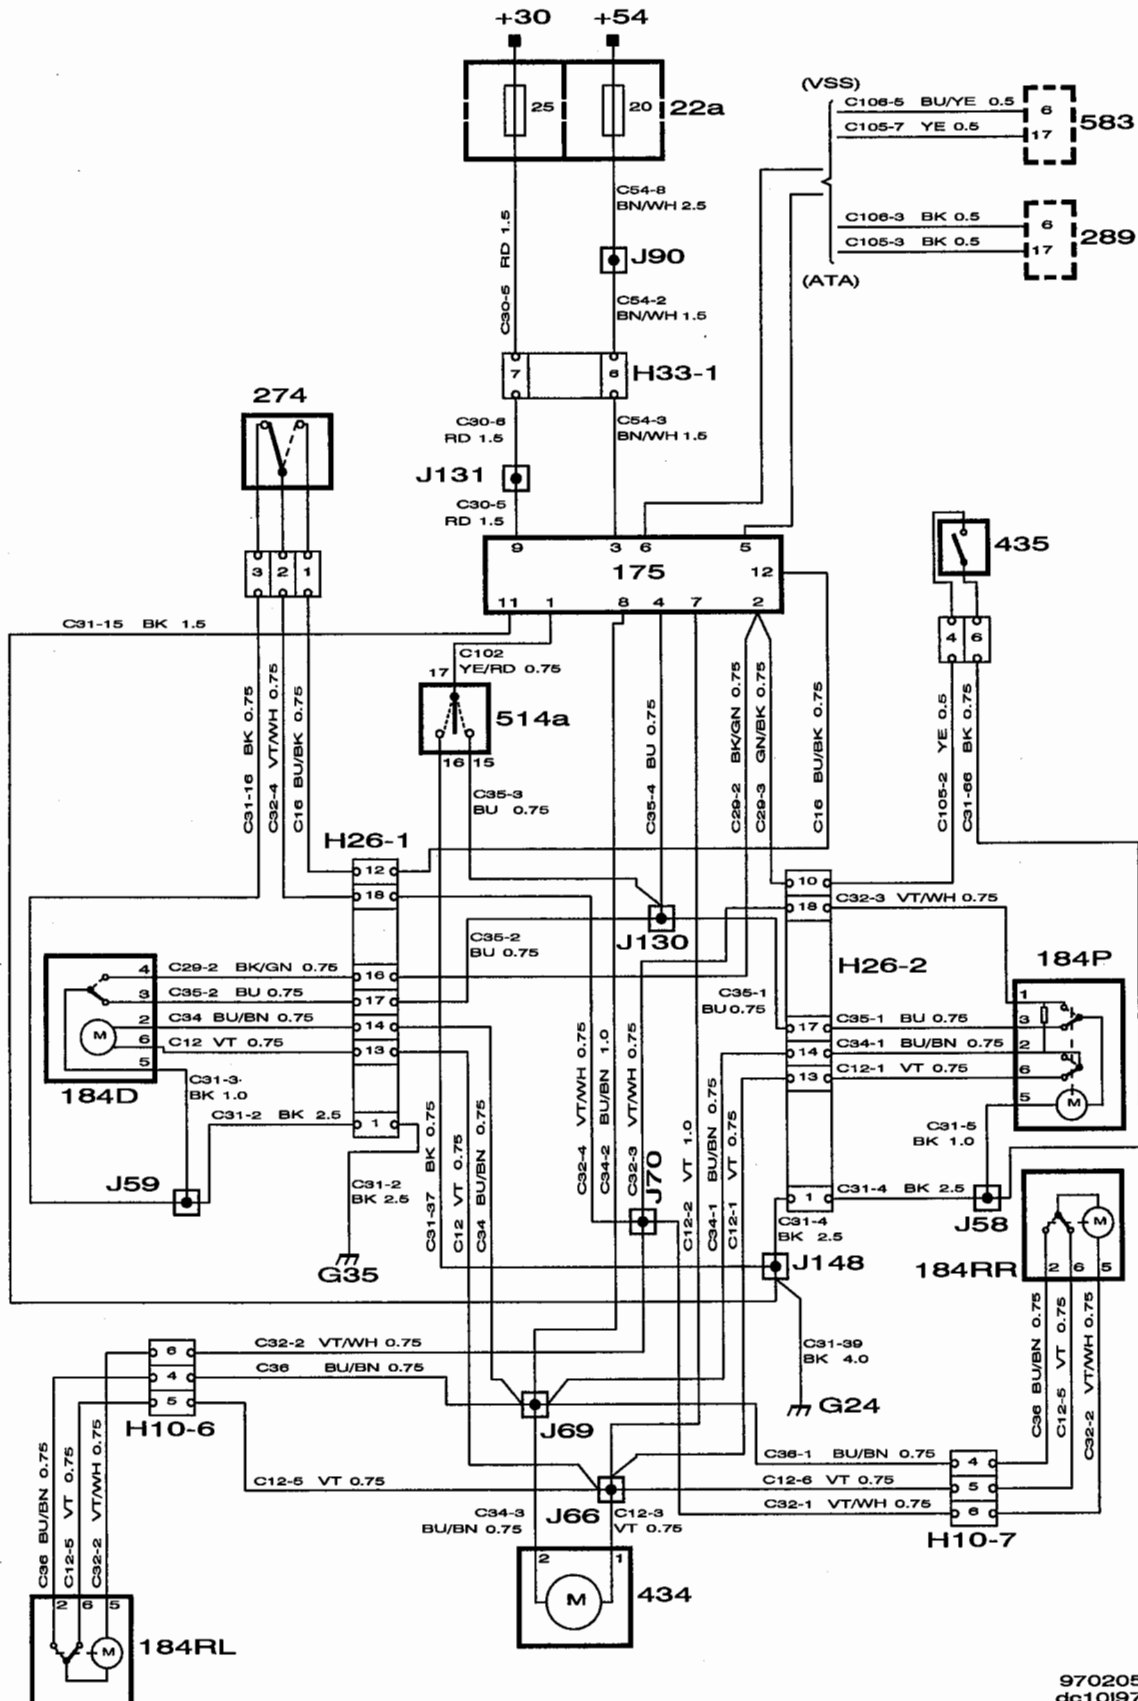 +30 +54
25 20 22a
(VSS)
C106-5 BU/YE 0.5 6 583
C105-7 YE 0.5 17
C106-3 BK 0.5 6 289
C105-3 BK 0.5 17
(ATA)
C54-8
BN/WH 2.5
C30-5 RD 1.5
J90
C54-2
BN/WH 1.5
7 6 H33-1
274
C30-6
RD 1.5
C54-3
BN/WH 1.5
J131
C30-5
RD 1.5
9 3 6 5
175 12
11 1 8 4 7 2
435
3 2 1
4 6
C31-15 BK 1.5
C102
YE/RD 0.75
17
514a
16 15
C35-3
BU 0.75
C31-16 BK 0.75
C32-4 VT/WH 0.75
C16 BU/BK 0.75
C35-4 BU 0.75
C29-2 BK/GN 0.75
C29-3 GN/BK 0.75
C16 BU/BK 0.75
C105-2 YE 0.5
C31-66 BK 0.75
H26-1
12
18
16
17
14
13
1
10
18
17
14
13
1
H26-2
C32-3 VT/WH 0.75
J130
C35-2
BU 0.75
C35-1
BU 0.75
184P
1
3
2
6
5
M
C35-1 BU 0.75
C34-1 BU/BN 0.75
C12-1 VT 0.75
C31-5
BK 1.0
4
3
2
6
5
M
184D
C29-2 BK/GN 0.75
C35-2 BU 0.75
C34 BU/BN 0.75
C12 VT 0.75
C31-3
BK 1.0
C31-2 BK 2.5
J59
C31-2
BK 2.5
G35
C31-37 BK 0.75
C12 VT 0.75
C34 BU/BN 0.75
C32-4 VT/WH 0.75
C34-2 BU/BN 1.0
C32-3 VT/WH 0.75
J70
C12-2 VT 1.0
C34-1 BU/BN 0.75
C12-1 VT 0.75
C31-4 BK 2.5
J58
C31-4
BK 2.5
J148
184RR
M
2 6 5
C31-39
BK 4.0
G24
C32-2 VT/WH 0.75
C36 BU/BN 0.75
6
4
5
H10-6
J69
C36 BU/BN 0.75
C12-5 VT 0.75
C32-2 VT/WH 0.75
C36-1 BU/BN 0.75
C12-6 VT 0.75
C32-1 VT/WH 0.75
4
5
6
H10-7
C12-5 VT 0.75
J66
C34-3
BU/BN 0.75
C12-3
VT 0.75
C36 BU/BN 0.75
C12-5 VT 0.75
C32-2 VT/WH 0.75
2 1
M
434
2 6 5
M
184RL
970205
dc10I97